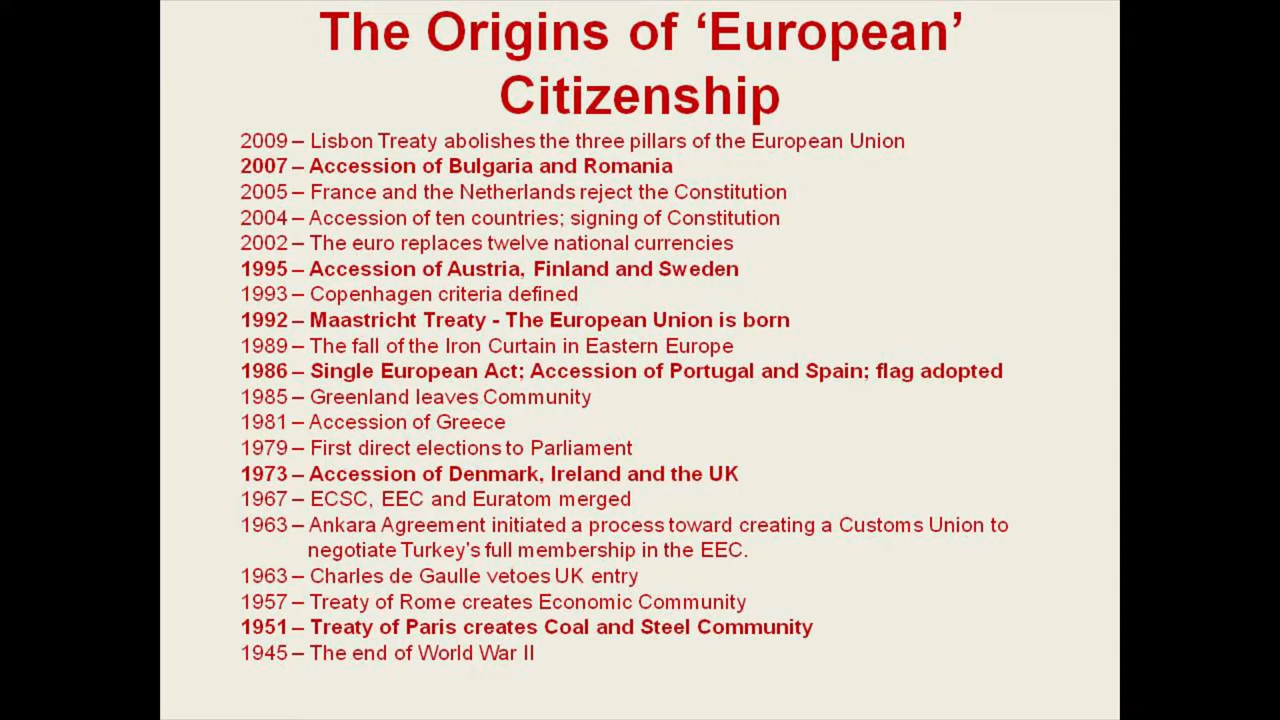 The Origins of ‘European’
Citizenship
2009 – Lisbon Treaty abolishes the three pillars of the European Union
2007 – Accession of Bulgaria and Romania
2005 – France and the Netherlands reject the Constitution
2004 – Accession of ten countries; signing of Constitution
2002 – The euro replaces twelve national currencies
1995 – Accession of Austria, Finland and Sweden
1993 – Copenhagen criteria defined
1992 – Maastricht Treaty - The European Union is born
1989 – The fall of the Iron Curtain in Eastern Europe
1986 – Single European Act; Accession of Portugal and Spain; flag adopted
1985 – Greenland leaves Community
1981 – Accession of Greece
1979 – First direct elections to Parliament
1973 – Accession of Denmark, Ireland and the UK
1967 – ECSC, EEC and Euratom merged
1963 – Ankara Agreement initiated a process toward creating a Customs Union to
negotiate Turkey's full membership in the EEC.
1963 – Charles de Gaulle vetoes UK entry
1957 – Treaty of Rome creates Economic Community
1951 – Treaty of Paris creates Coal and Steel Community
1945 – The end of World War II